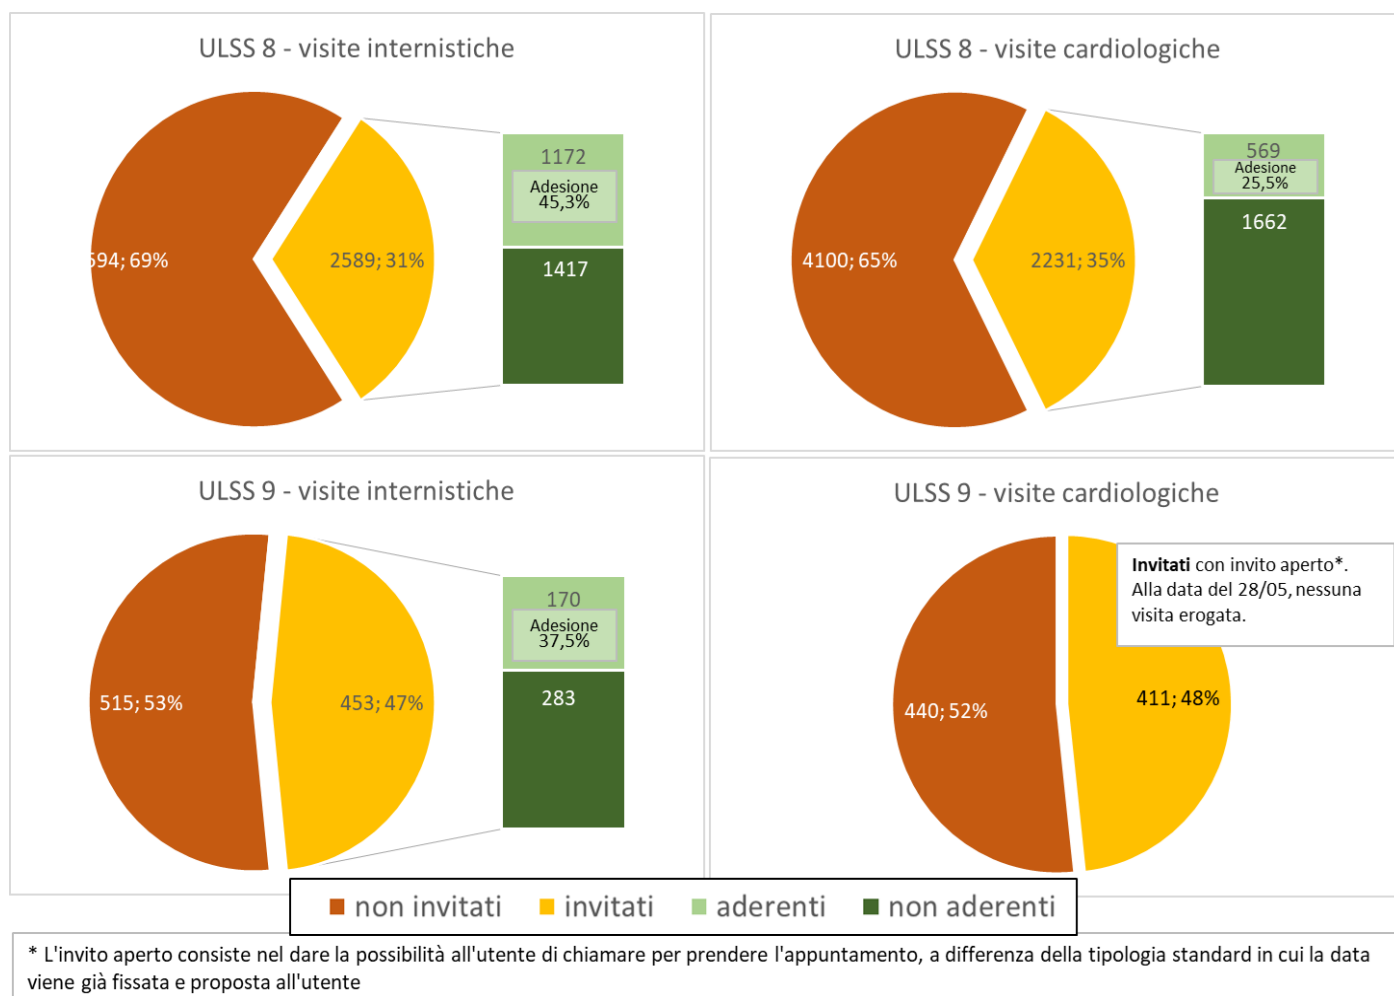 ULSS 8 - visite internistiche
594; 69%
2589; 31%
1172
Adesione
45,3%
1417
ULSS 8 - visite cardiologiche
4100; 65%
2231; 35%
569
Adesione
25,5%
1662
ULSS 9 - visite internistiche
515; 53%
453; 47%
170
Adesione
37,5%
283
ULSS 9 - visite cardiologiche
Invitati con invito aperto*.
Alla data del 28/05, nessuna
visita erogata.
440; 52%
411; 48%
non invitati
invitati
aderenti
non aderenti
* L'invito aperto consiste nel dare la possibilità all'utente di chiamare per prendere l'appuntamento, a differenza della tipologia standard in cui la data
viene già fissata e proposta all'utente